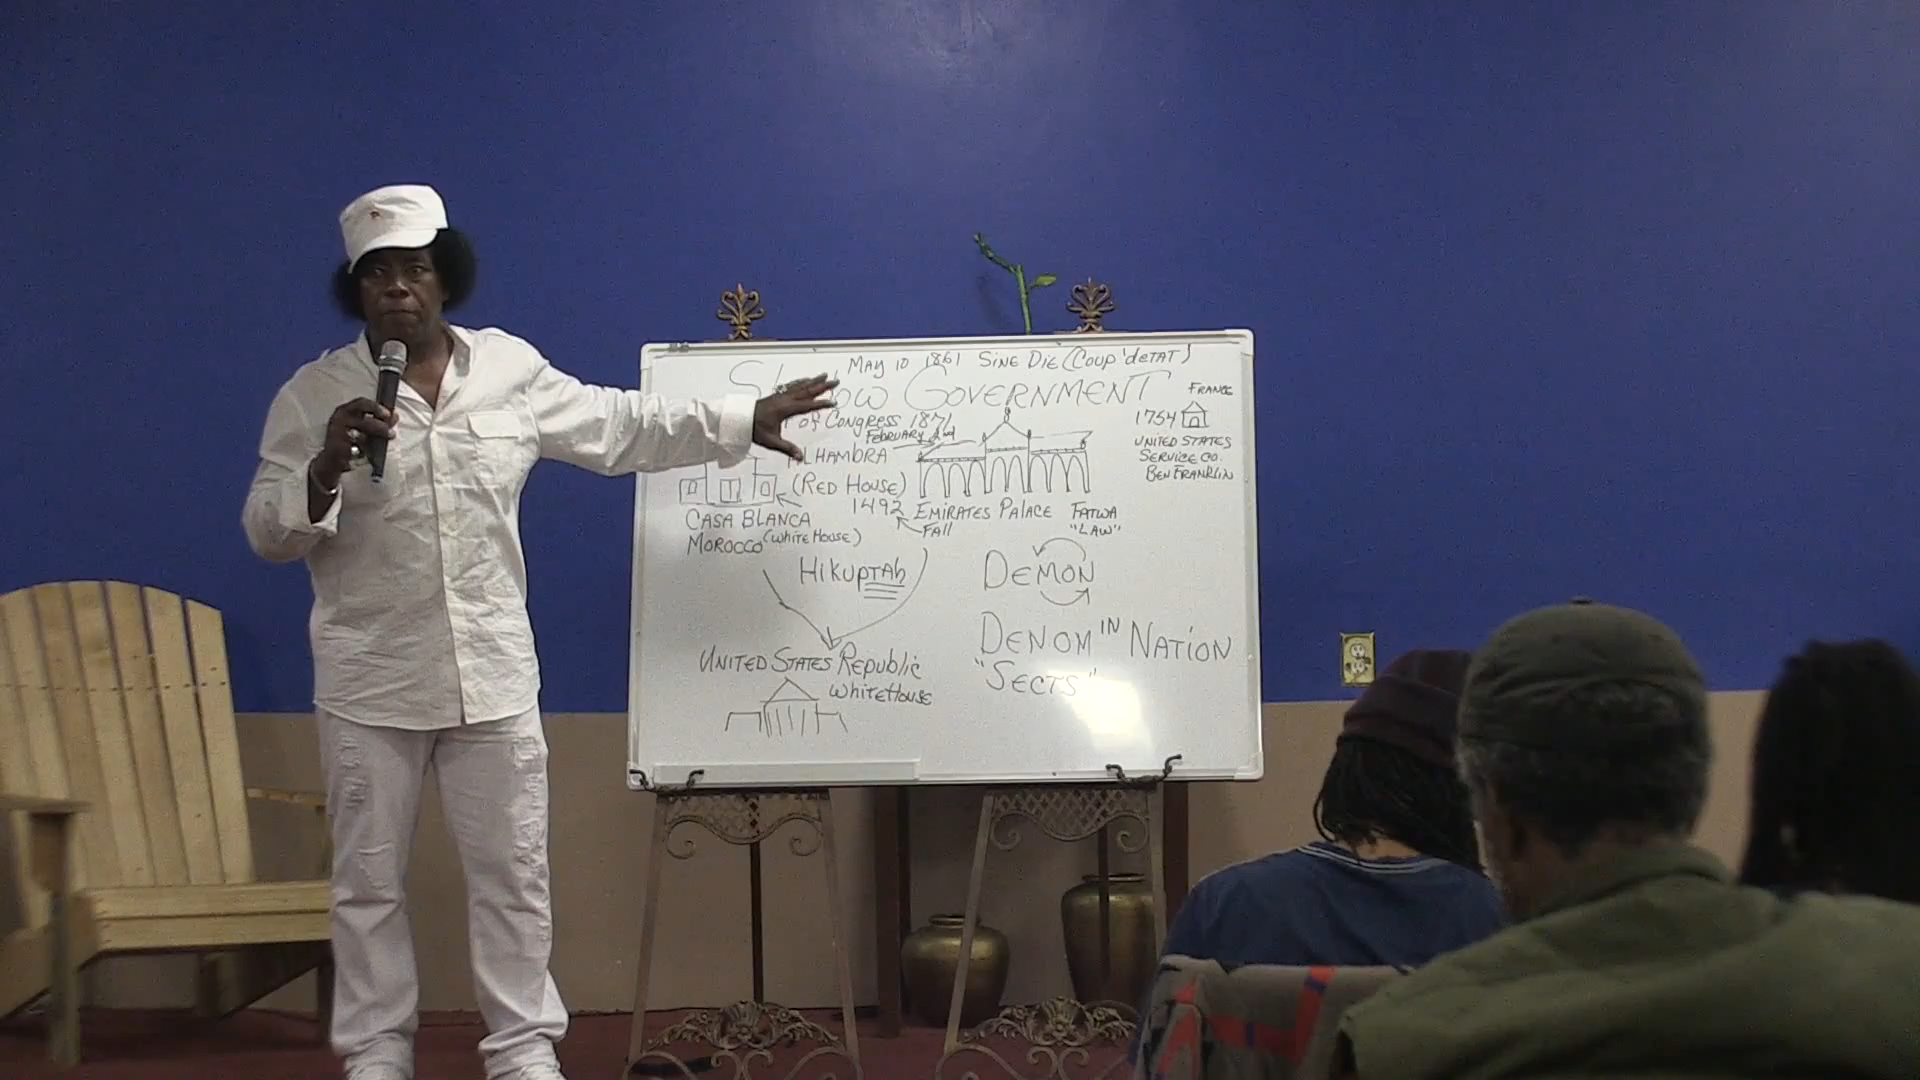 May 10 1861 Sine Die (Coup 'deTAT)
Government
of Congress 1871
February 2nd
Alhambra
(Red House)
1492 Emirates Palace
Fall
Fatwa
"Law"
Casa Blanca
Morocco (White House)
France
1754
United States
Service Co.
Ben Franklin
Hikuptah
Demon
Denom IN Nation
"Sects"
United States Republic
WhiteHouse